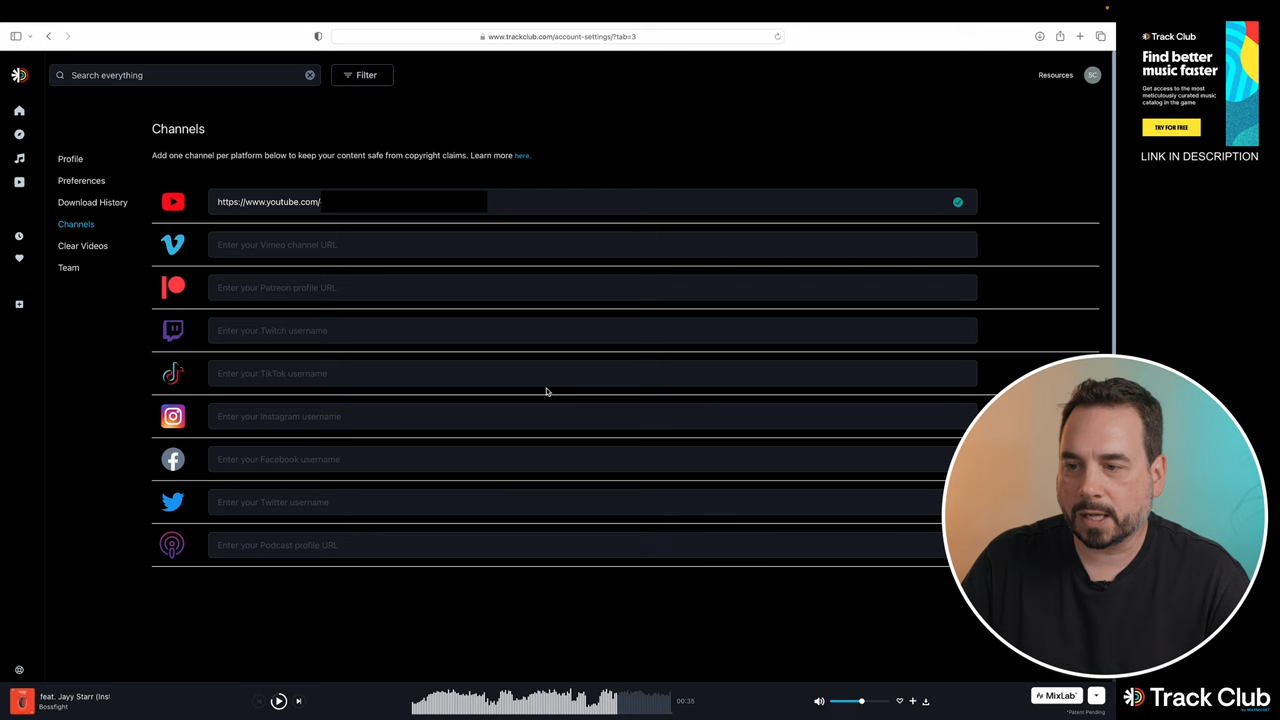 www.trackclub.com/account-settings/?tab=3
Search everything
Filter
Resources
SC
Channels
Add one channel per platform below to keep your content safe from copyright claims. Learn more here.
Profile
Preferences
Download History
Channels
Clear Videos
Team
https://www.youtube.com/
Enter your Vimeo channel URL
Enter your Patreon profile URL
Enter your Twitch username
Enter your TikTok username
Enter your Instagram username
Enter your Facebook username
Enter your Twitter username
Enter your Podcast profile URL
Track Club
Find better
music faster
Get access to the most
meticulously curated music
catalog in the game
TRY FOR FREE
LINK IN DESCRIPTION
feat. Jayy Starr (Inst
Bossfight
00:35
MixLab
*Patent Pending
Track Club